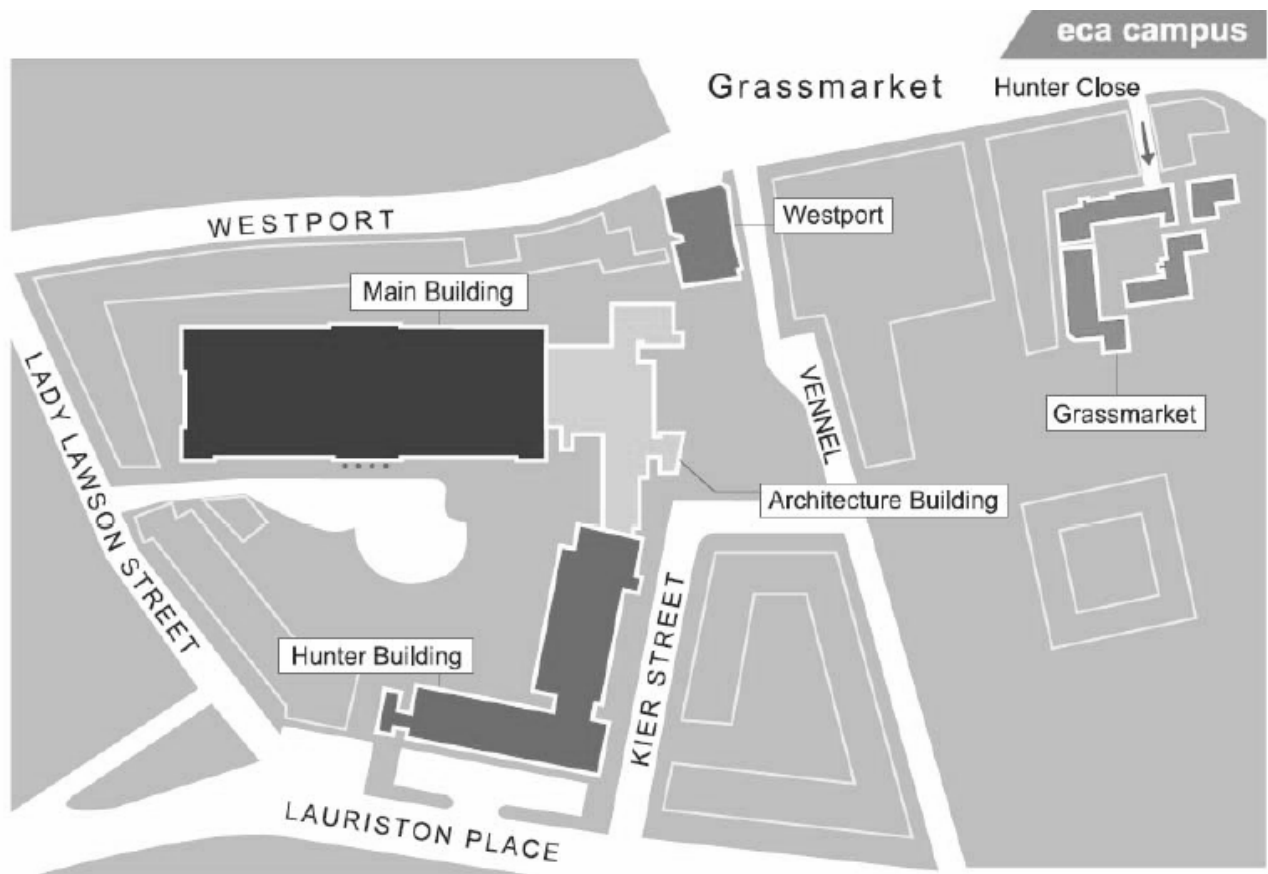 eca campus
Grassmarket
Hunter Close
WESTPORT
Westport
Main Building
LADY LAWSON STREET
VENNEL
Grassmarket
Architecture Building
Hunter Building
KIER STREET
LAURISTON PLACE